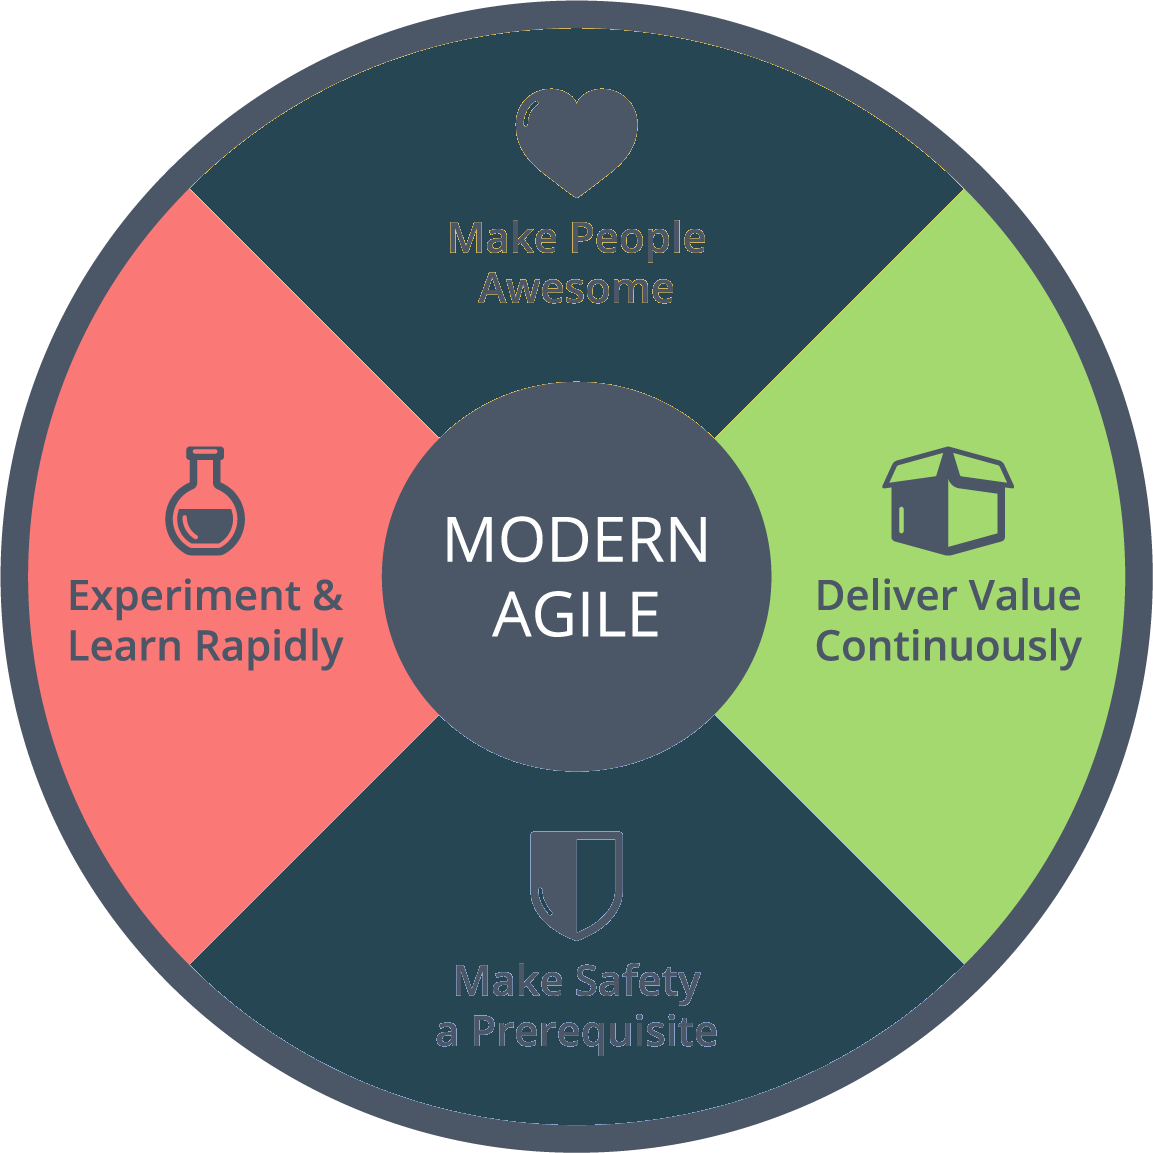 Make People
Awesome
Experiment &
Learn Rapidly
MODERN
AGILE
Deliver Value
Continuously
Make Safety
a Prerequisite